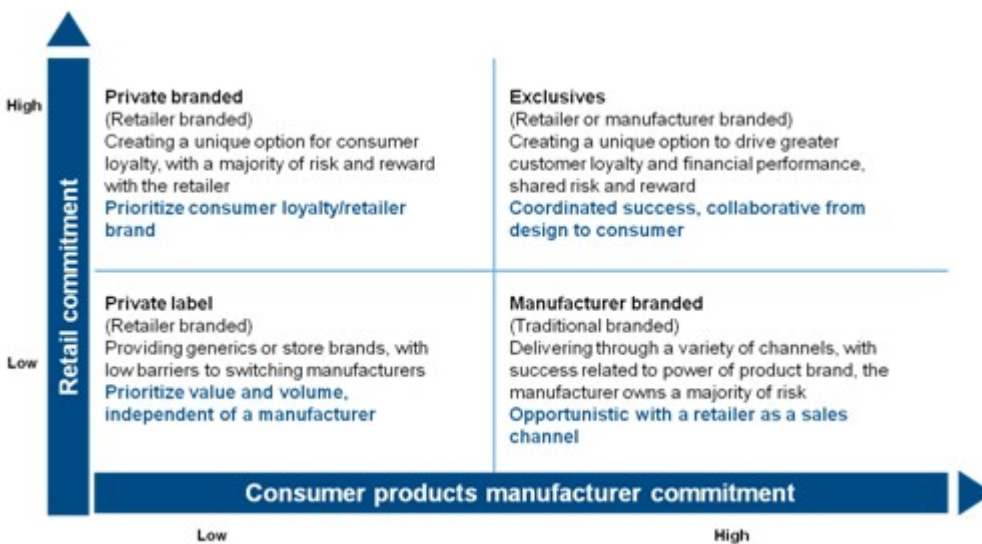 High
Private branded
(Retailer branded)
Creating a unique option for consumer
loyalty, with a majority of risk and reward
with the retailer
Prioritize consumer loyalty/retailer
brand
Exclusives
(Retailer or manufacturer branded)
Creating a unique option to drive greater
customer loyalty and financial performance,
shared risk and reward
Coordinated success, collaborative from
design to consumer
Retail commitment
Low
Private label
(Retailer branded)
Providing generics or store brands, with
low barriers to switching manufacturers
Prioritize value and volume,
independent of a manufacturer
Manufacturer branded
(Traditional branded)
Delivering through a variety of channels, with
success related to power of product brand, the
manufacturer owns a majority of risk
Opportunistic with a retailer as a sales
channel
Consumer products manufacturer commitment
Low
High